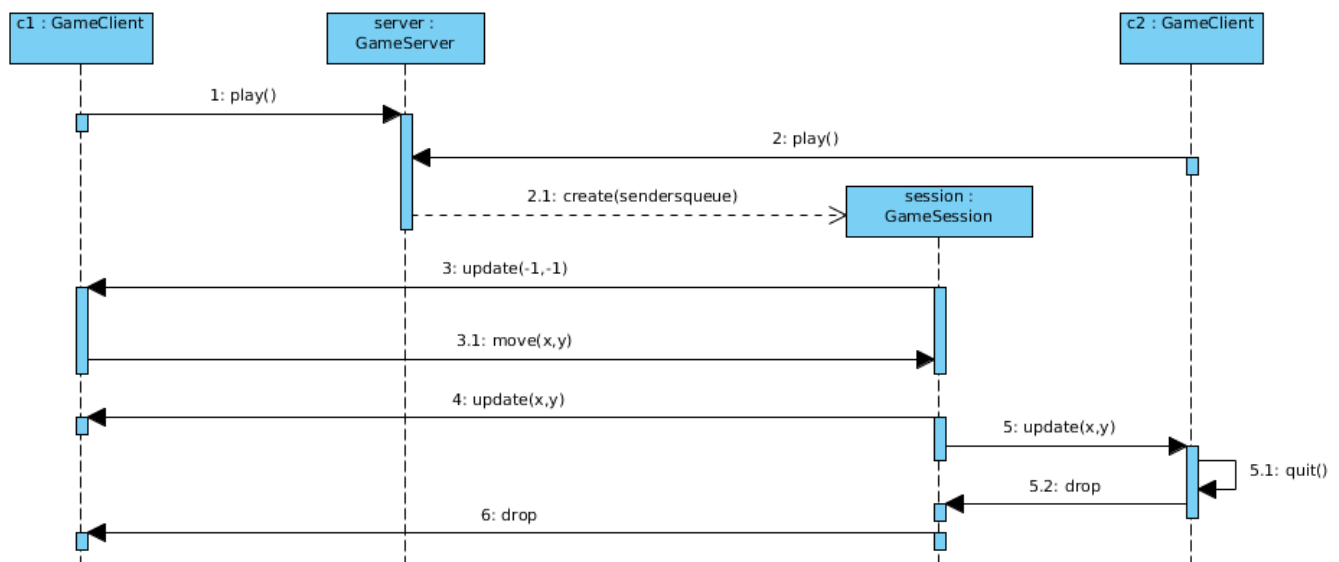 c1 : GameClient
server :
GameServer
c2 : GameClient
1: play()
2: play()
2.1: create(sendersqueue)
session :
GameSession
3: update(-1,-1)
3.1: move(x,y)
4: update(x,y)
5: update(x,y)
5.1: quit()
5.2: drop
6: drop